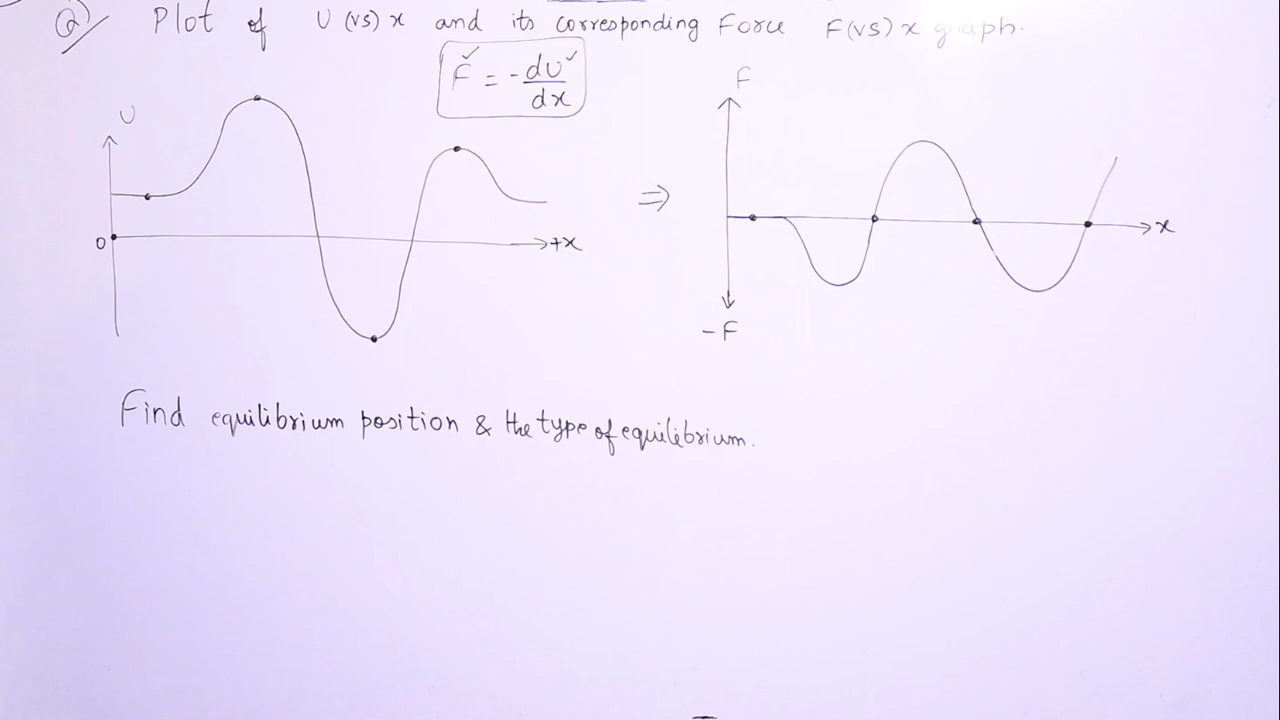 Q) Plot of U (vs) x and its corresponding Force F(vs) x graph.
F = -dU/dx
U
0
+x
⇒
F
x
-F
Find equilibrium position & the type of equilibrium.